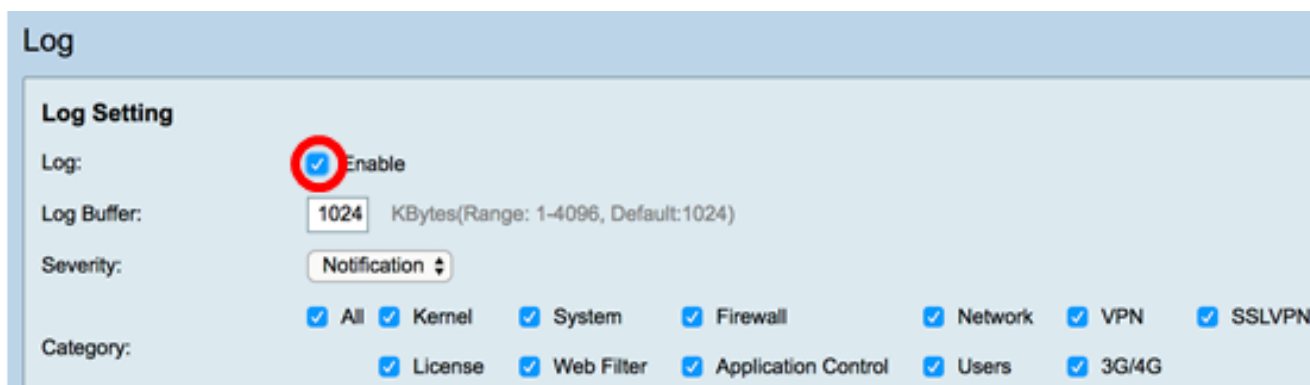 Log
Log Setting
Log: Enable
Log Buffer: 1024 KBytes(Range: 1-4096, Default:1024)
Severity: Notification
All Kernel System Firewall Network VPN SSLVPN
Category:
License Web Filter Application Control Users 3G/4G